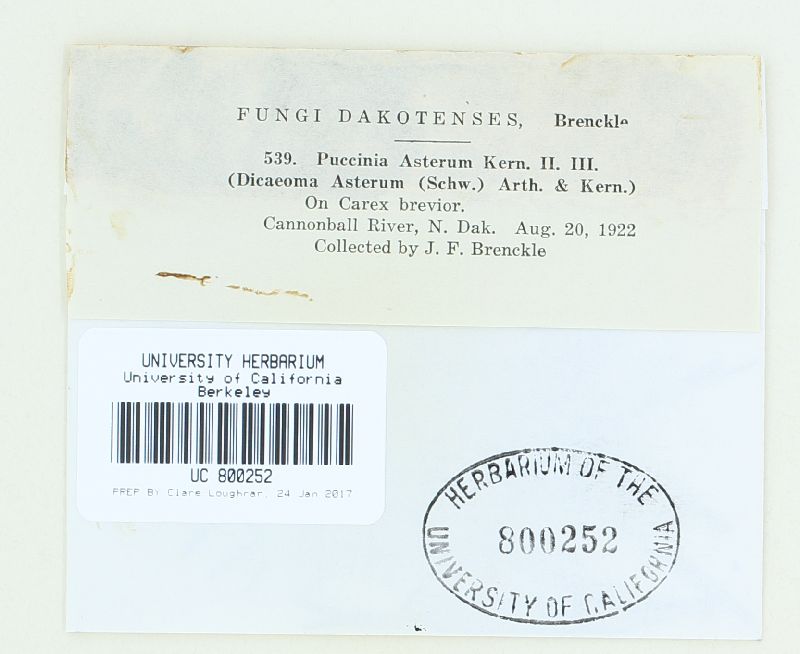 FUNGI DAKOTENSES, Brenckle
539. Puccinia Asterum Kern. II. III.
(Dicaeoma Asterum (Schw.) Arth. & Kern.)
On Carex brevior.
Cannonball River, N. Dak. Aug. 20, 1922
Collected by J. F. Brenckle
UNIVERSITY HERBARIUM
University of California
Berkeley
UC 800252
PREP BY Clare Loughran, 24 Jan 2017
HERBARIUM OF THE
800252
UNIVERSITY OF CALIFORNIA